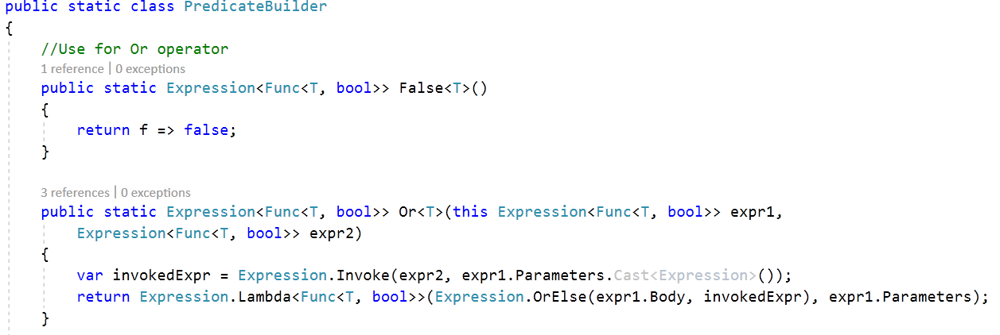 public static class PredicateBuilder
{
//Use for Or operator
1 reference | 0 exceptions
public static Expression<Func<T, bool>> False<T>()
{
return f => false;
}
3 references | 0 exceptions
public static Expression<Func<T, bool>> Or<T>(this Expression<Func<T, bool>> expr1,
Expression<Func<T, bool>> expr2)
{
var invokedExpr = Expression.Invoke(expr2, expr1.Parameters.Cast<Expression>());
return Expression.Lambda<Func<T, bool>>(Expression.OrElse(expr1.Body, invokedExpr), expr1.Parameters);
}